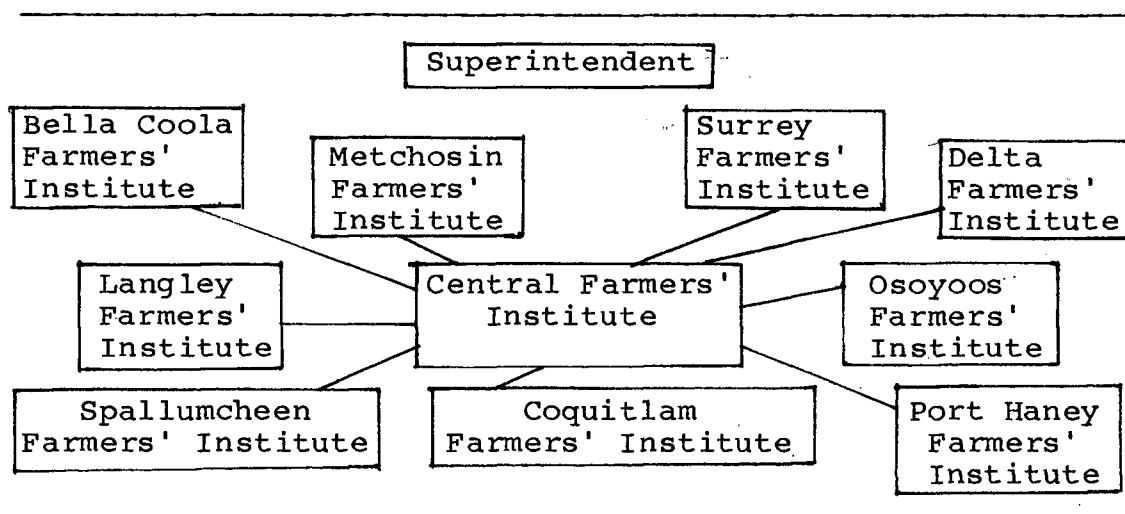 Superintendent
Bella Coola
Farmers'
Institute
Metchosin
Farmers'
Institute
Surrey
Farmers'
Institute
Delta
Farmers'
Institute
Langley
Farmers'
Institute
Central Farmers'
Institute
Osoyoos
Farmers'
Institute
Spallumcheen
Farmers' Institute
Coquitlam
Farmers' Institute
Port Haney
Farmers'
Institute